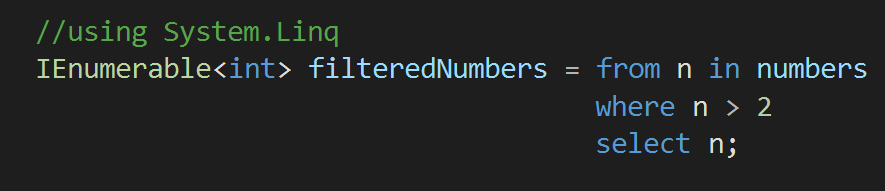 //using System.Linq
IEnumerable<int> filteredNumbers = from n in numbers
where n > 2
select n;